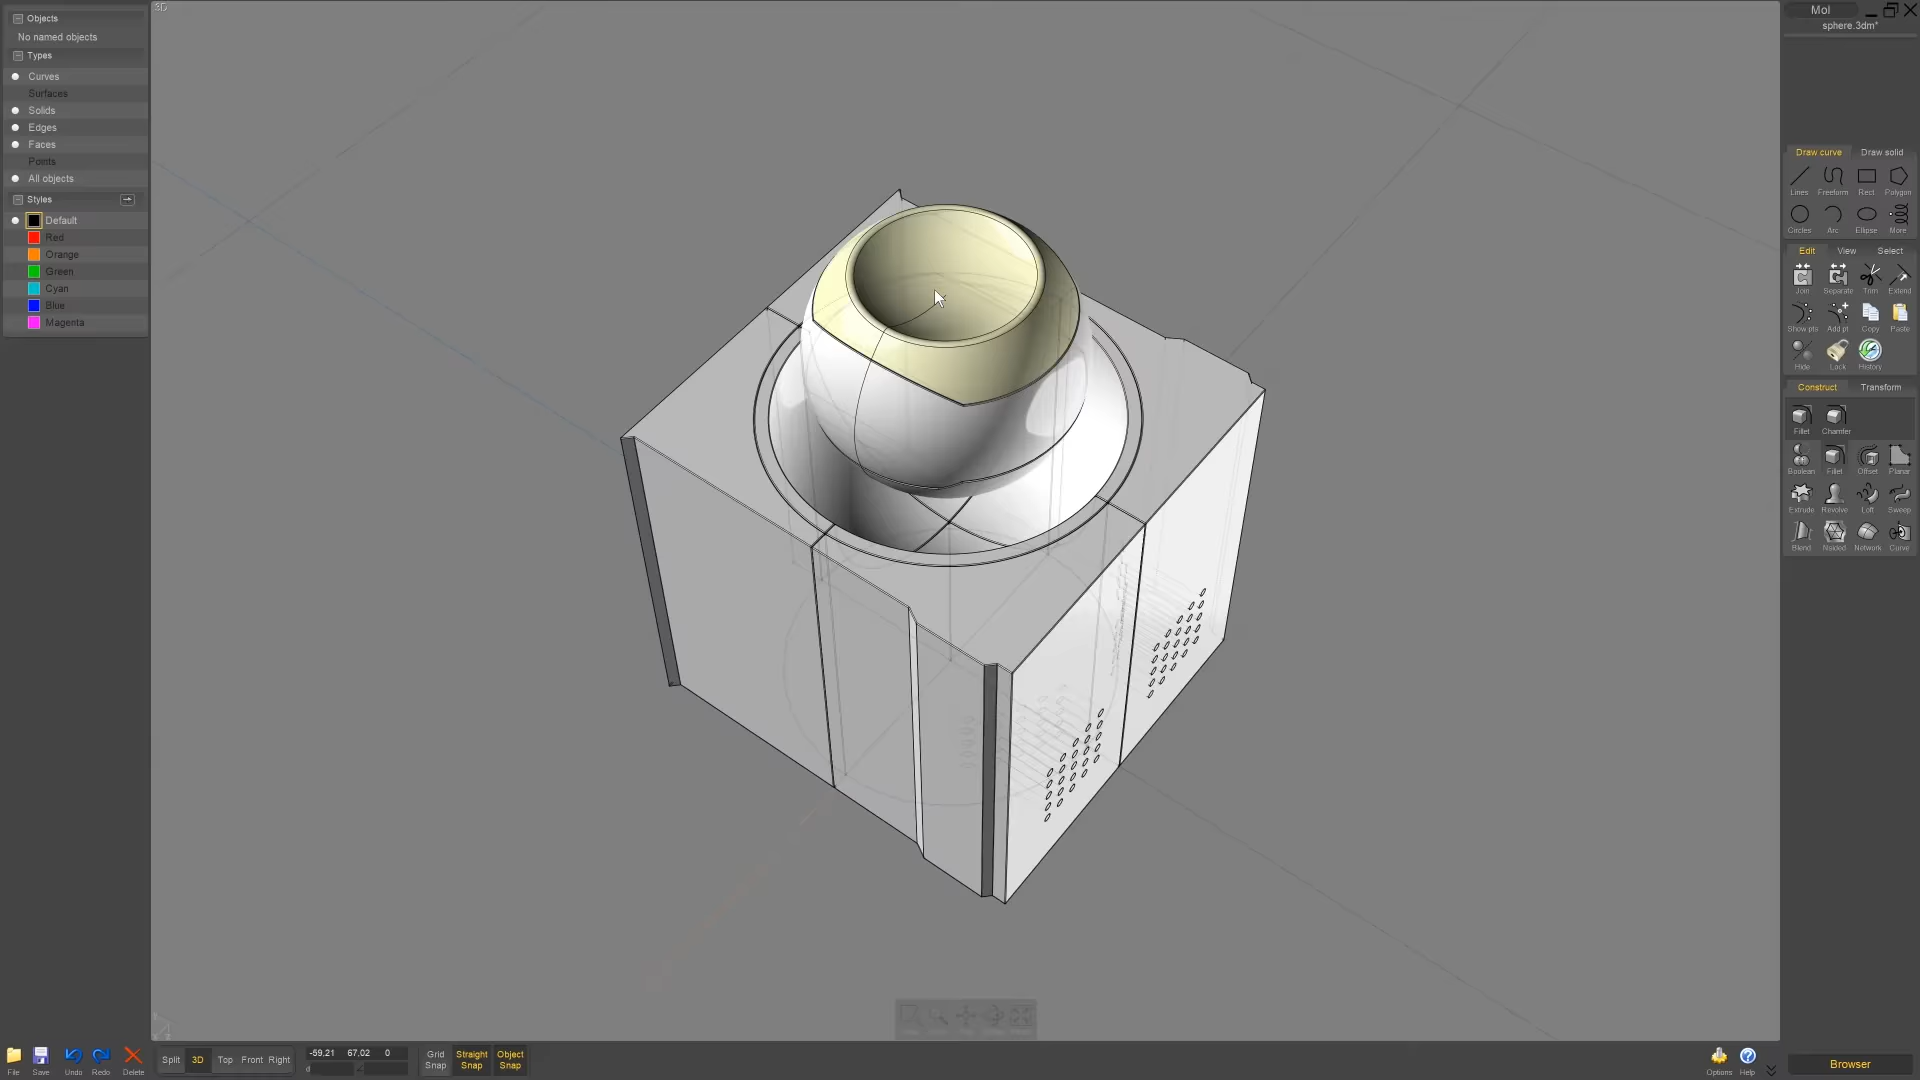 Objects
No named objects
Types
Curves
Surfaces
Solids
Edges
Faces
Points
All objects
Styles
Default
Red
Orange
Green
Cyan
Blue
Magenta
3D
MoI
sphere.3dm*
Draw curve Draw solid
Lines Freeform Rect Polygon
Circles Arc Ellipse More
Edit View Select
Join Separate Trim Extend
Show pts Add pt Copy Paste
Hide Lock History
Construct Transform
Fillet Chamfer
Boolean Fillet Offset Planar
Extrude Revolve Loft Sweep
Blend Nsided Network Curve
File Save Undo Redo Delete
Split 3D Top Front Right
-59,21 67,02 0
d
Grid Snap
Straight Snap
Object Snap
Options Help
Browser